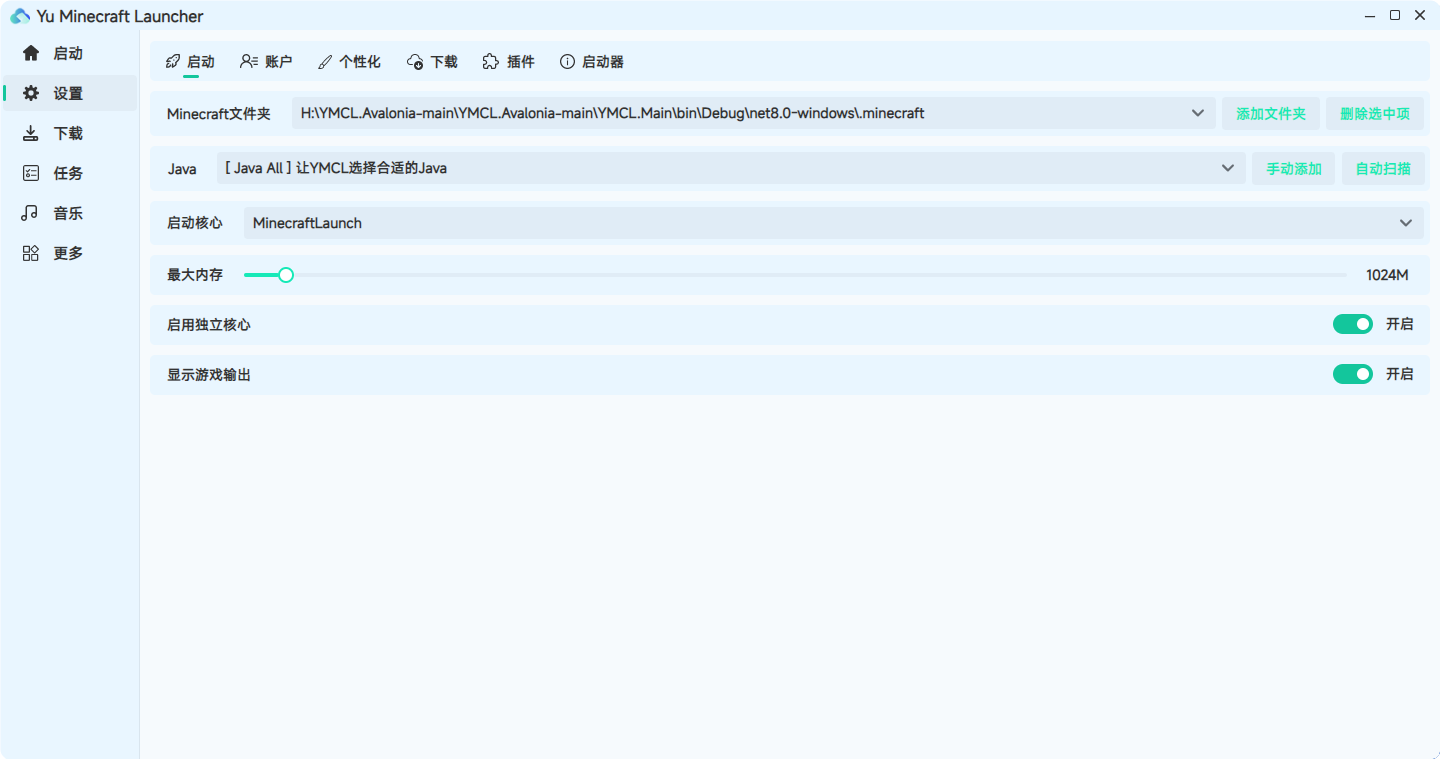 Yu Minecraft Launcher
启动
设置
下载
任务
音乐
更多
启动 账户 个性化 下载 插件 启动器
Minecraft文件夹 H:\YMCL.Avalonia-main\YMCL.Avalonia-main\YMCL.Main\bin\Debug\net8.0-windows\.minecraft 添加文件夹 删除选中项
Java [ Java All ] 让YMCL选择合适的Java 手动添加 自动扫描
启动核心 MinecraftLaunch
最大内存 1024M
启用独立核心 开启
显示游戏输出 开启